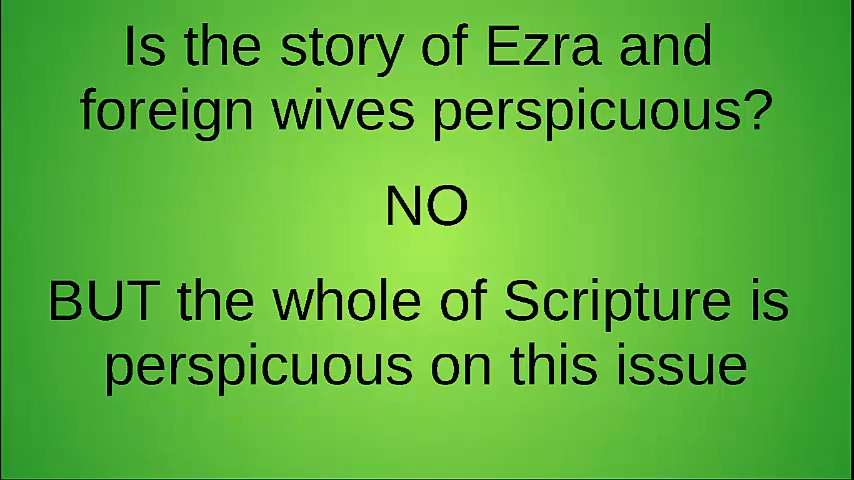 Is the story of Ezra and
foreign wives perspicuous?
NO
BUT the whole of Scripture is
perspicuous on this issue